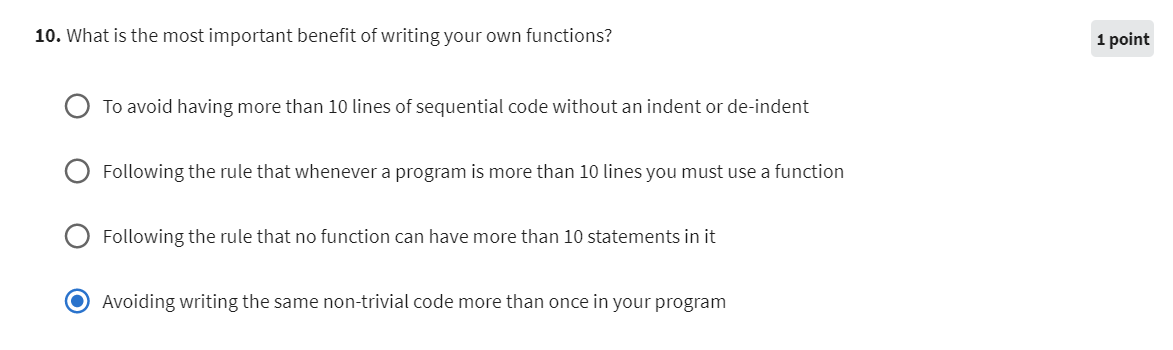 10. What is the most important benefit of writing your own functions?
1 point
To avoid having more than 10 lines of sequential code without an indent or de-indent
Following the rule that whenever a program is more than 10 lines you must use a function
Following the rule that no function can have more than 10 statements in it
Avoiding writing the same non-trivial code more than once in your program